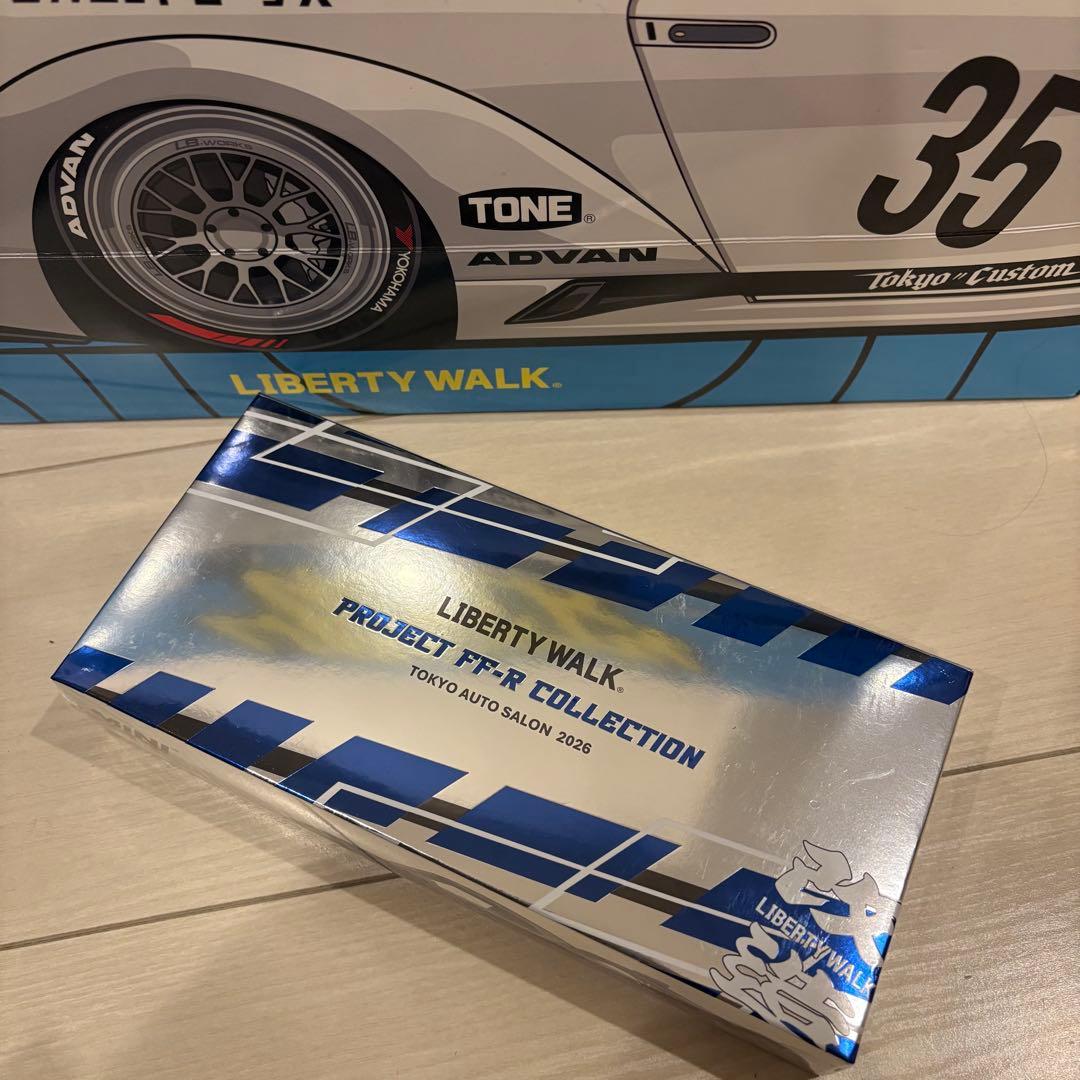 ADVAN
LB★WORKS
YOKOHAMA
TONE®
ADVAN
35
Tokyo Custom
LIBERTY WALK®
LIBERTY WALK®
PROJECT FF-R COLLECTION
TOKYO AUTO SALON 2026
改
LIBERTY WALK